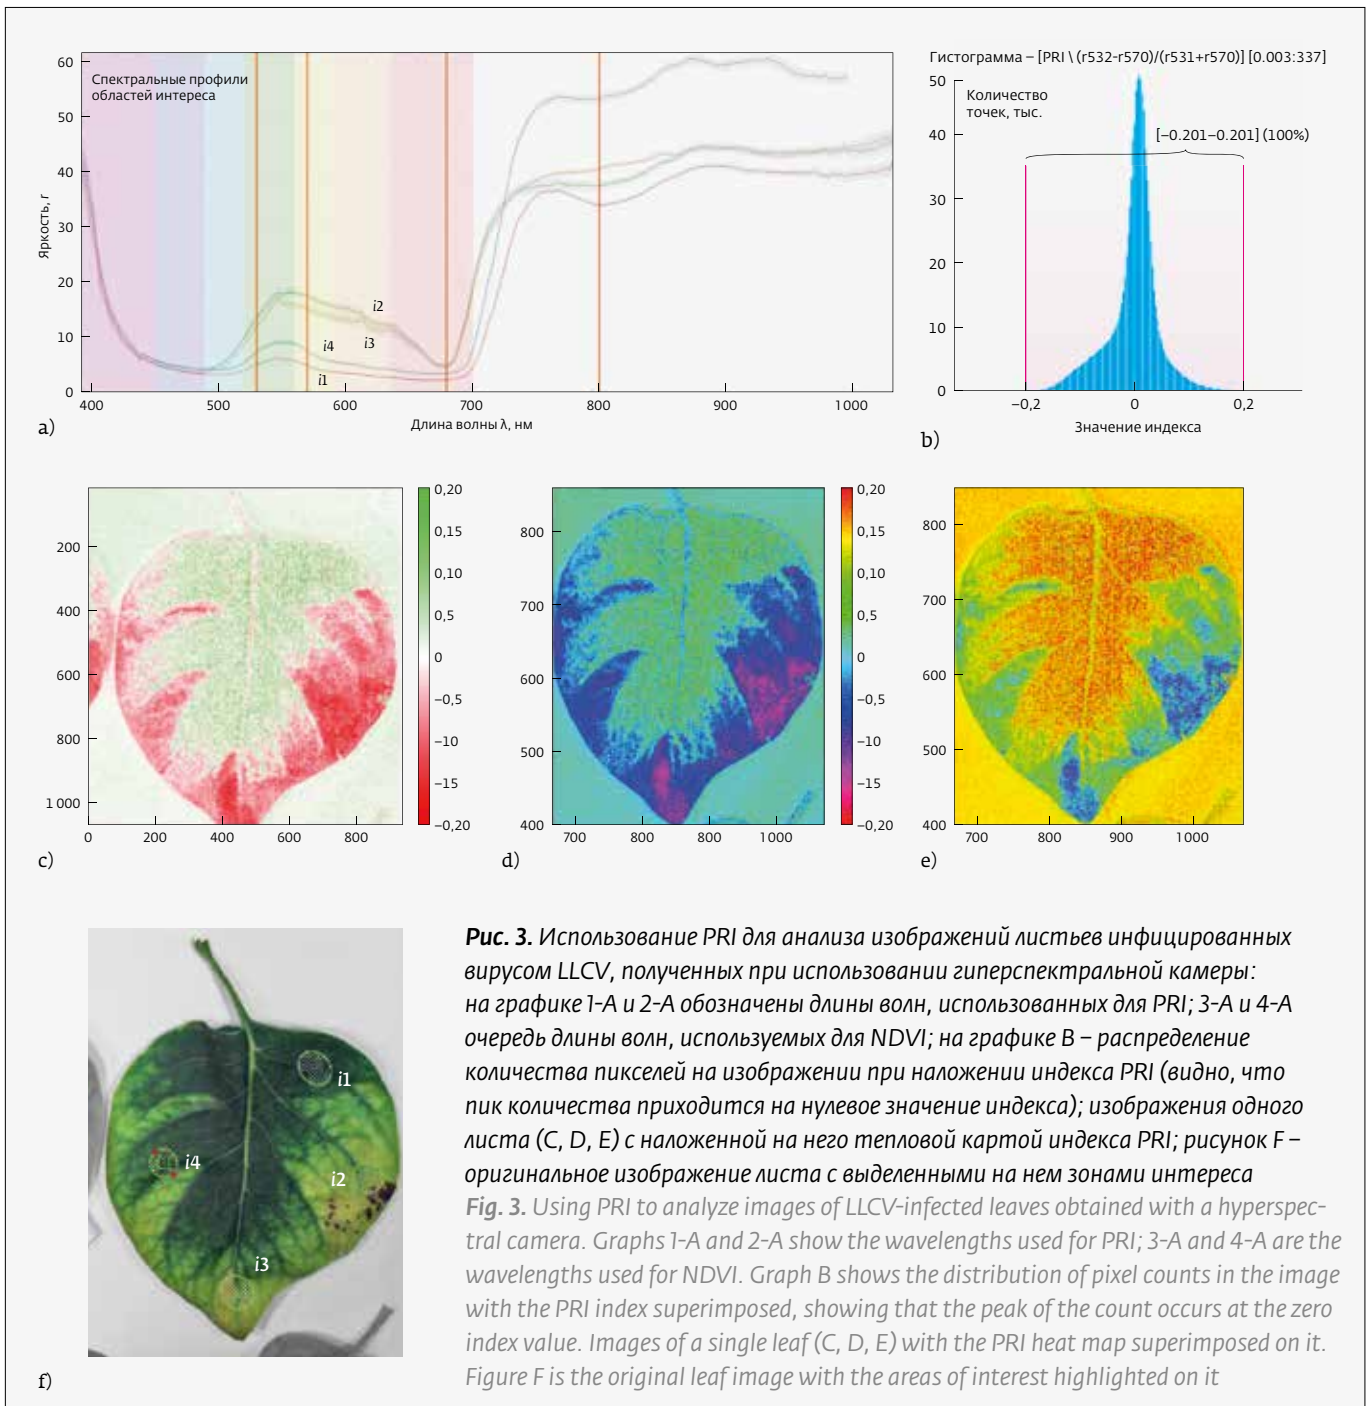 Спектральные профили
областей интереса
Яркость, г
60
50
40
30
20
10
0
i2
i3
i4
i1
400 500 600 700 800 900 1000
Длина волны λ, нм
a)
Гистограмма – [PRI \ (r532-r570)/(r531+r570)] [0.003:337]
Количество
точек, тыс.
[–0.201–0.201] (100%)
50
40
30
20
10
0
–0,2 0 0,2
Значение индекса
b)
200
400
600
800
1 000
0 200 400 600 800
0,20
0,15
0,10
0,5
0
–0,5
–10
–15
–0,20
c)
800
700
600
500
400
700 800 800 1000
0,20
0,15
0,10
0,5
0
–0,5
–10
–15
–0,20
d)
800
700
600
500
400
700 800 900 1000
e)
i1
i4
i2
i3
f)
Рис. 3. Использование PRI для анализа изображений листьев инфицированных
вирусом LLCV, полученных при использовании гиперспектральной камеры:
на графике 1-A и 2-A обозначены длины волн, использованных для PRI; 3-A и 4-A
очередь длины волн, используемых для NDVI; на графике B – распределение
количества пикселей на изображении при наложении индекса PRI (видно, что
пик количества приходится на нулевое значение индекса); изображения одного
листа (C, D, E) с наложенной на него тепловой картой индекса PRI; рисунок F –
оригинальное изображение листа с выделенными на нем зонами интереса
Fig. 3. Using PRI to analyze images of LLCV-infected leaves obtained with a hyperspec-
tral camera. Graphs 1-A and 2-A show the wavelengths used for PRI; 3-A and 4-A are the
wavelengths used for NDVI. Graph B shows the distribution of pixel counts in the image
with the PRI index superimposed, showing that the peak of the count occurs at the zero
index value. Images of a single leaf (C, D, E) with the PRI heat map superimposed on it.
Figure F is the original leaf image with the areas of interest highlighted on it